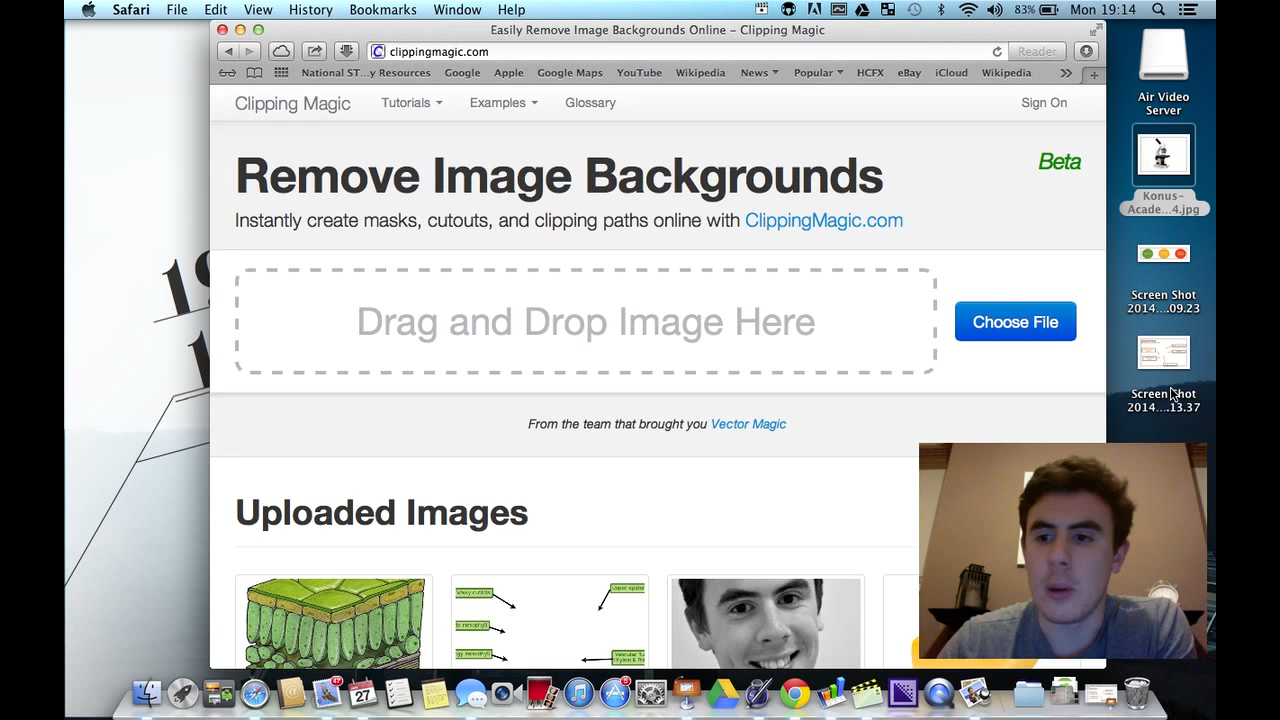 Safari File Edit View History Bookmarks Window Help 83% Mon 19:14
Easily Remove Image Backgrounds Online – Clipping Magic
clippingmagic.com Reader
National ST...y Resources Google Apple Google Maps YouTube Wikipedia News Popular HCFX eBay iCloud Wikipedia
Clipping Magic Tutorials Examples Glossary Sign On
Remove Image Backgrounds
Beta
Instantly create masks, cutouts, and clipping paths online with ClippingMagic.com
Drag and Drop Image Here
Choose File
From the team that brought you Vector Magic
Uploaded Images
Air Video
Server
Konus-
Acade...4.jpg
Screen Shot
2014....09.23
Screen Shot
2014....13.37